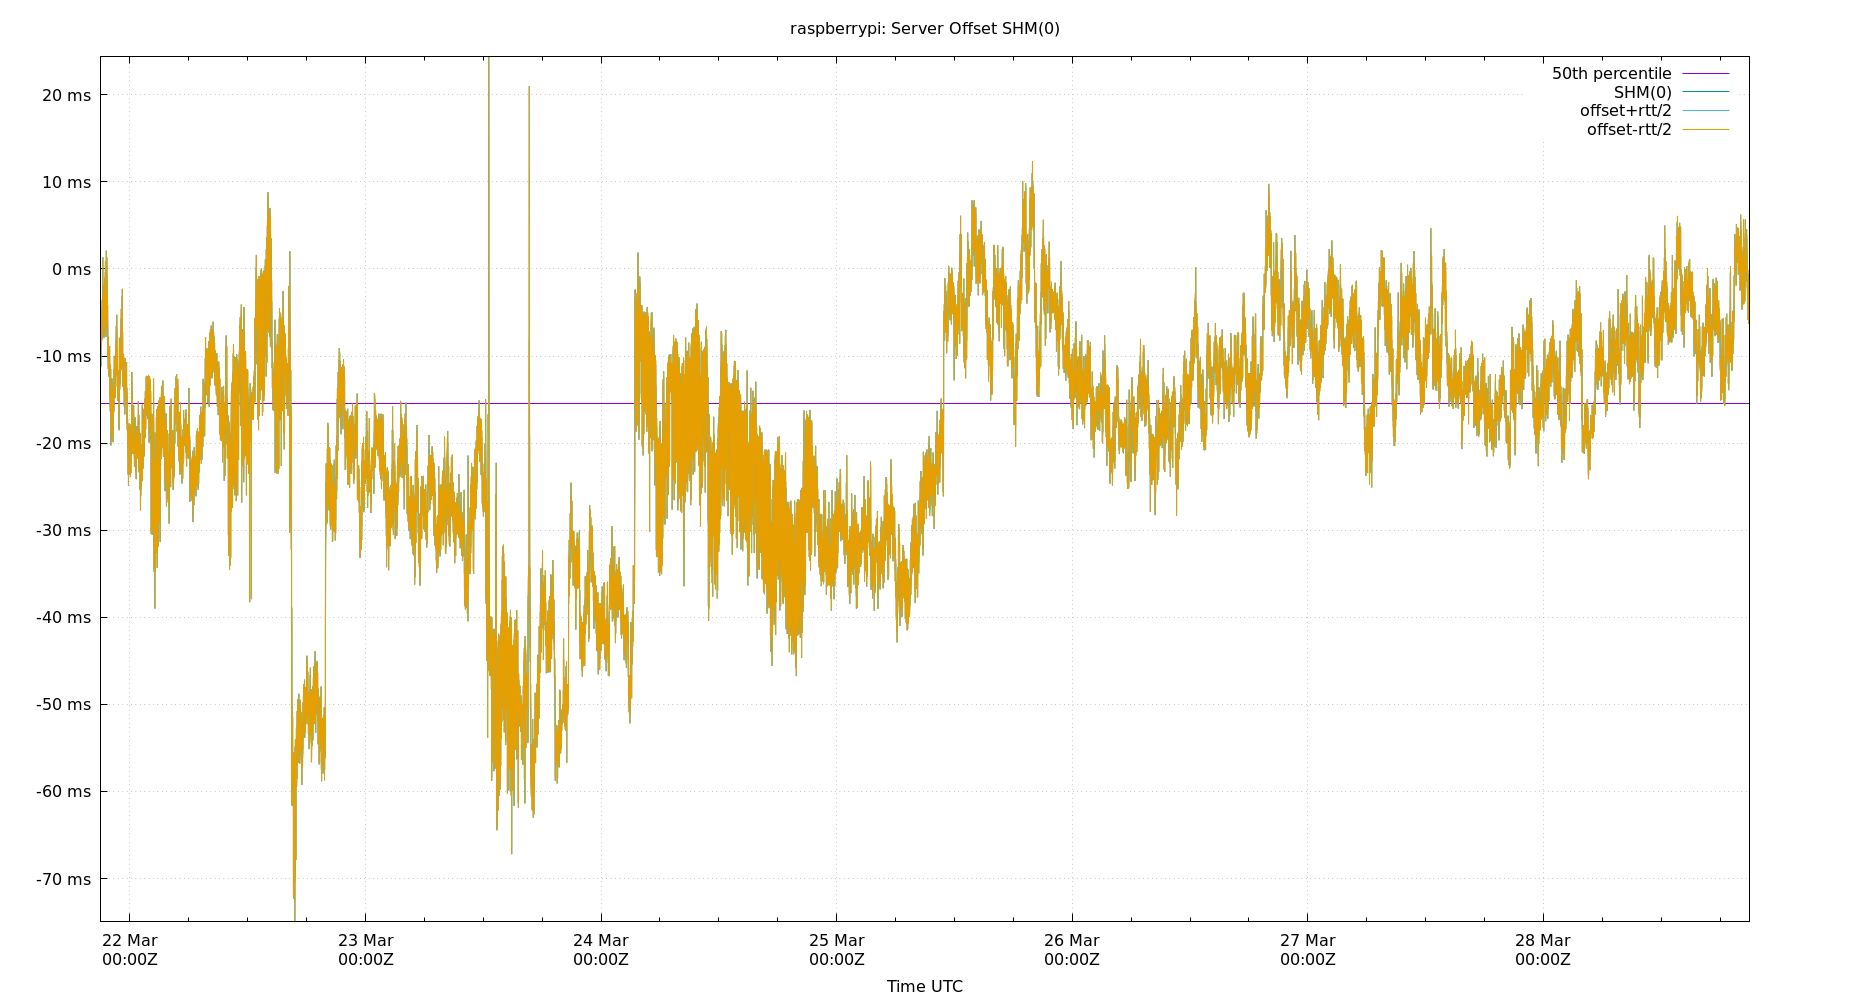 raspberrypi: Server Offset SHM(0)
50th percentile
SHM(0)
offset+rtt/2
offset-rtt/2
20 ms
10 ms
0 ms
-10 ms
-20 ms
-30 ms
-40 ms
-50 ms
-60 ms
-70 ms
22 Mar 23 Mar 24 Mar 25 Mar 26 Mar 27 Mar 28 Mar
00:00Z 00:00Z 00:00Z 00:00Z 00:00Z 00:00Z 00:00Z
Time UTC